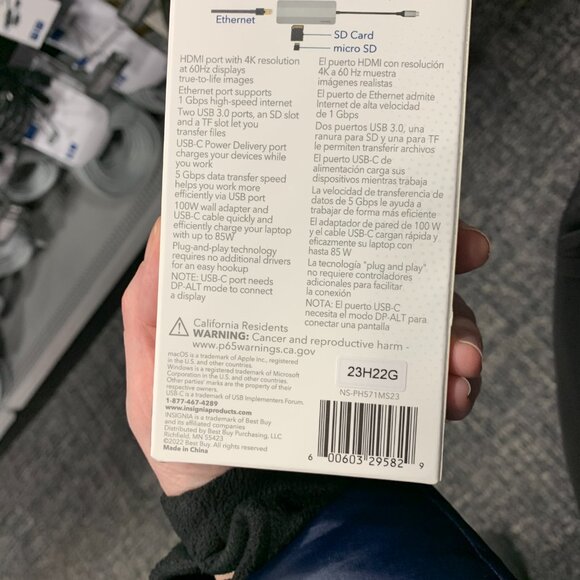 Ethernet
SD Card
micro SD
HDMI port with 4K resolution
at 60Hz displays
true-to-life images
Ethernet port supports
1 Gbps high-speed internet
Two USB 3.0 ports, an SD slot
and a TF slot let you
transfer files
USB-C Power Delivery port
charges your devices while
you work
5 Gbps data transfer speed
helps you work more
efficiently via USB port
100W wall adapter and
USB-C cable quickly and
efficiently charge your laptop
with up to 85W
Plug-and-play technology
requires no additional drivers
for an easy hookup
NOTE: USB-C port needs
DP-ALT mode to connect
a display
El puerto HDMI con resolución
4K a 60 Hz muestra
imágenes realistas
El puerto de Ethernet admite
Internet de alta velocidad
de 1 Gbps
Dos puertos USB 3.0, una
ranura para SD y una para TF
le permiten transferir archivos
El puerto USB-C de
alimentación carga sus
dispositivos mientras trabaja
La velocidad de transferencia de
datos de 5 Gbps le ayuda a
trabajar de forma más eficiente
El adaptador de pared de 100 W
y el cable USB-C cargan rápida y
eficazmente su laptop con
hasta 85 W
La tecnología "plug and play"
no requiere controladores
adicionales para facilitar
la conexión
NOTA: El puerto USB-C
necesita el modo DP-ALT para
conectar una pantalla
California Residents
WARNING: Cancer and reproductive harm -
www.p65warnings.ca.gov
macOS is a trademark of Apple Inc., registered
in the U.S. and other countries.
Windows is a registered trademark of Microsoft
Corporation in the U.S. and other countries.
Other parties' marks are the property of their
respective owners.
USB-C is a trademark of USB Implementers Forum.
1-877-467-4289
www.insigniaproducts.com
INSIGNIA is a trademark of Best Buy
and its affiliated companies
Distributed by Best Buy Purchasing, LLC
Richfield, MN 55423
©2022 Best Buy. All rights reserved.
Made in China
23H22G
NS-PH571MS23
6 00603 29582 9